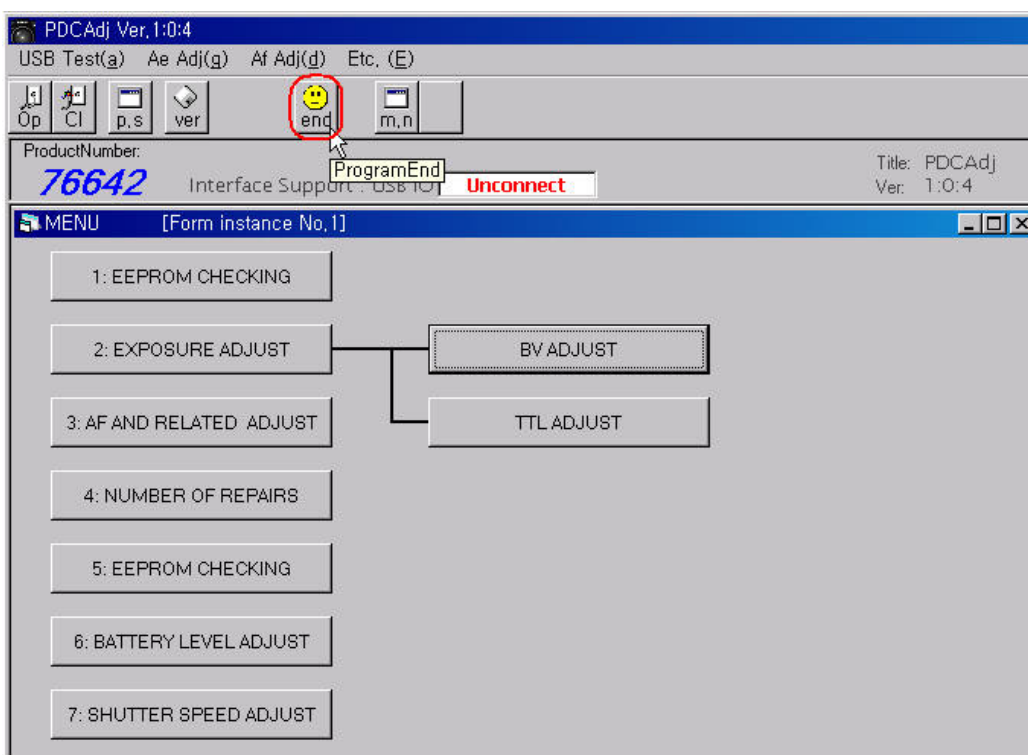 PDCAdj Ver,1:0:4
USB Test(a) Ae Adj(g) Af Adj(d) Etc, (E)
Op Cl p,s ver end m,n
ProductNumber:
76642 Interface Support : USB IO Unconnect
ProgramEnd
Title: PDCAdj
Ver: 1:0:4
MENU [Form instance No,1]
1: EEPROM CHECKING
2: EXPOSURE ADJUST BV ADJUST
3: AF AND RELATED ADJUST TTL ADJUST
4: NUMBER OF REPAIRS
5: EEPROM CHECKING
6: BATTERY LEVEL ADJUST
7: SHUTTER SPEED ADJUST